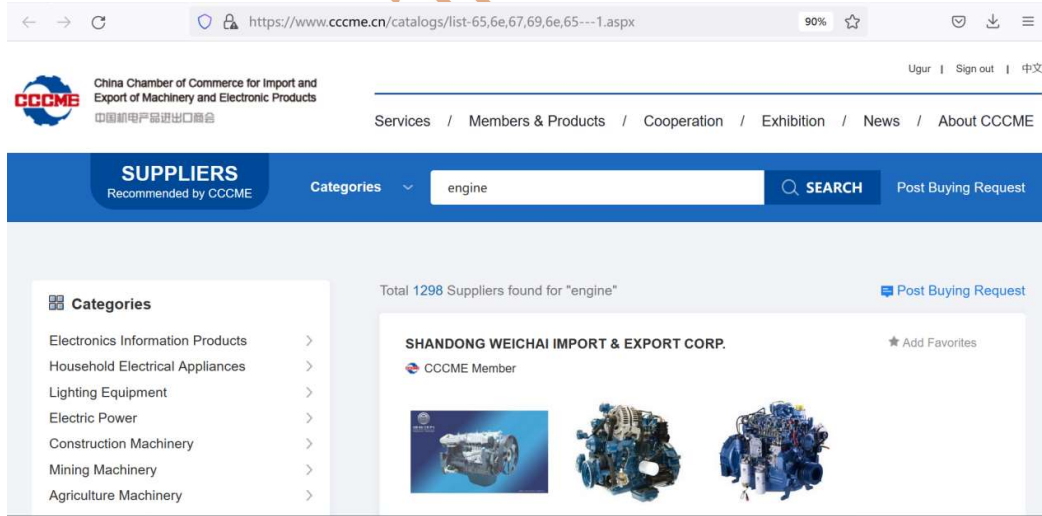 https://www.cccme.cn/catalogs/list-65,6e,67,69,6e,65---1.aspx
90%
Ugur | Sign out | 中文
CCCME
China Chamber of Commerce for Import and
Export of Machinery and Electronic Products
中国机电产品进出口商会
Services / Members & Products / Cooperation / Exhibition / News / About CCCME
SUPPLIERS
Recommended by CCCME
Categories
engine
SEARCH
Post Buying Request
Total 1298 Suppliers found for "engine"
Post Buying Request
Categories
Electronics Information Products
Household Electrical Appliances
Lighting Equipment
Electric Power
Construction Machinery
Mining Machinery
Agriculture Machinery
SHANDONG WEICHAI IMPORT & EXPORT CORP.
Add Favorites
CCCME Member